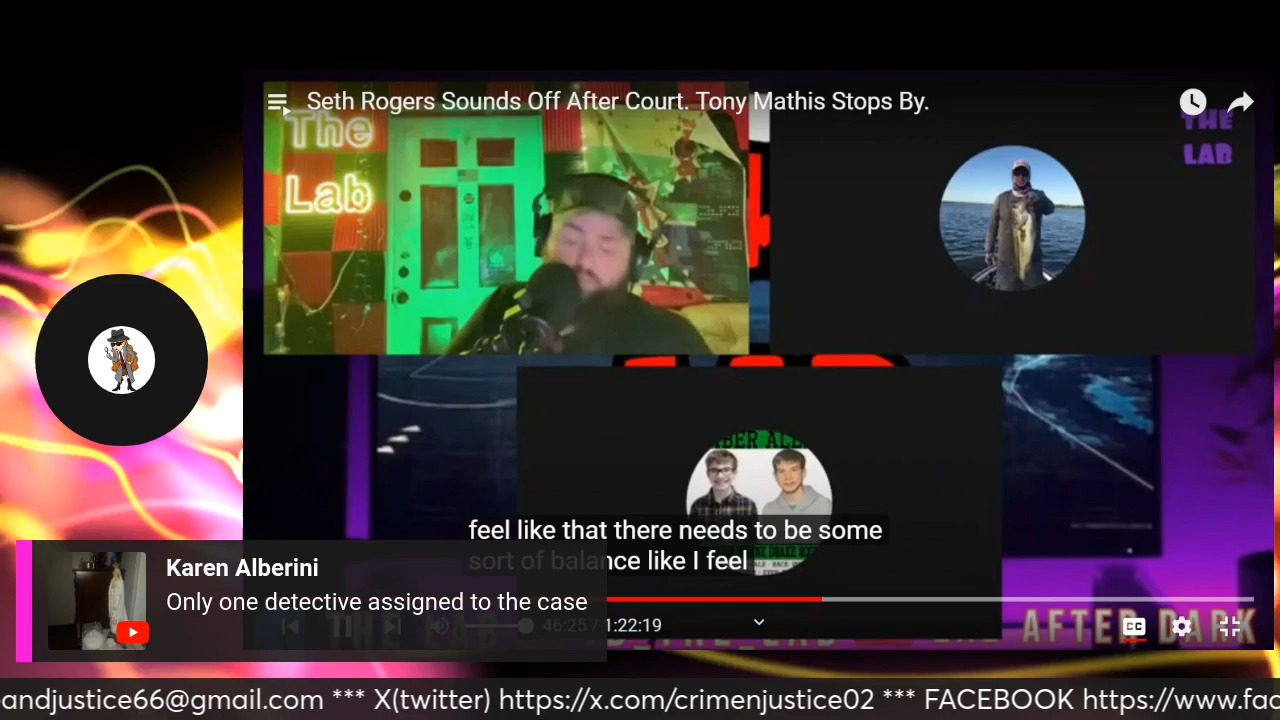 Seth Rogers Sounds Off After Court. Tony Mathis Stops By.
The
Lab
THE
LAB
feel like that there needs to be some
sort of balance like I feel
Karen Alberini
Only one detective assigned to the case
46:25 / 1:22:19
AFTER DARK
andjustice66@gmail.com *** X(twitter) https://x.com/crimenjustice02 *** FACEBOOK https://www.fac